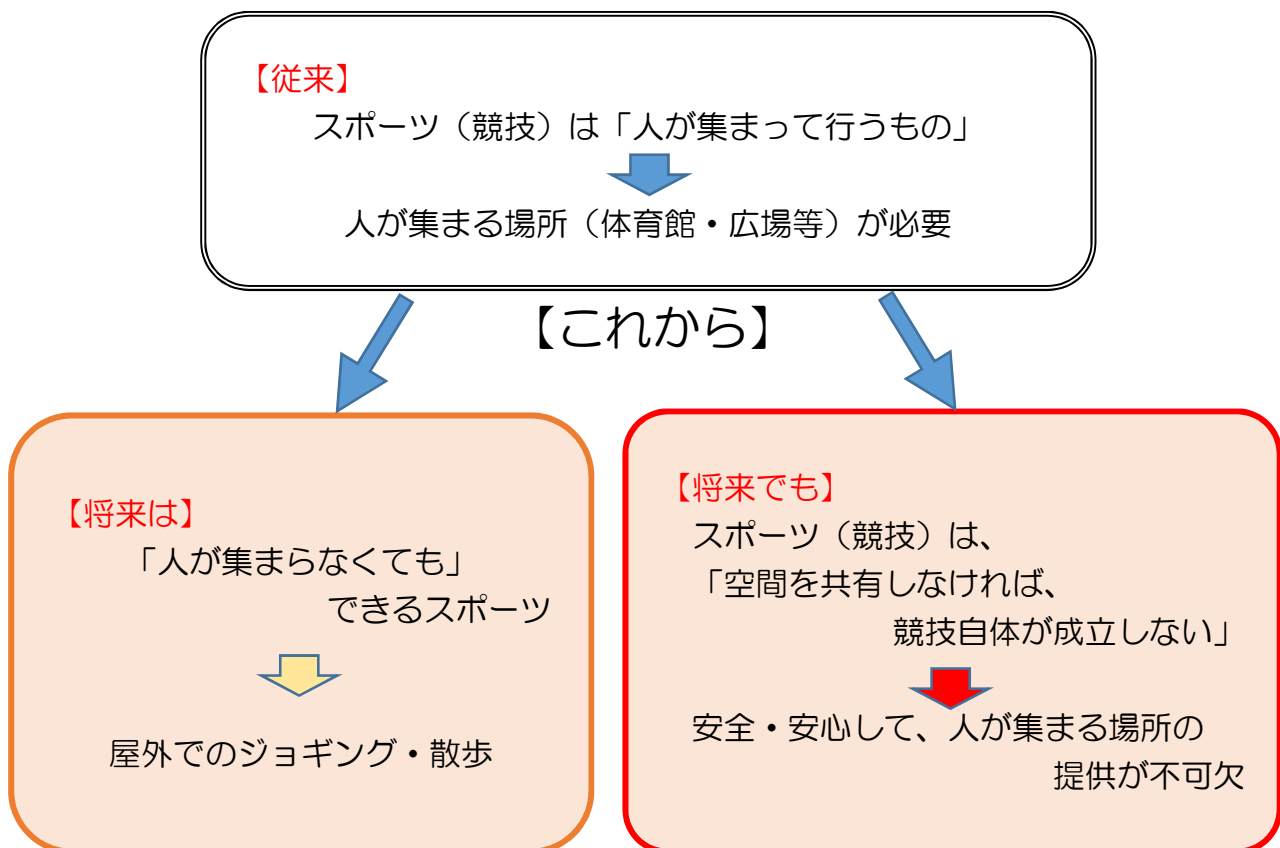 【従来】
スポーツ（競技）は「人が集まって行うもの」
人が集まる場所（体育館・広場等）が必要
【これから】
【将来は】
「人が集まらなくても」
できるスポーツ
屋外でのジョギング・散歩
【将来でも】
スポーツ（競技）は、
「空間を共有しなければ、
競技自体が成立しない」
安全・安心して、人が集まる場所の
提供が不可欠